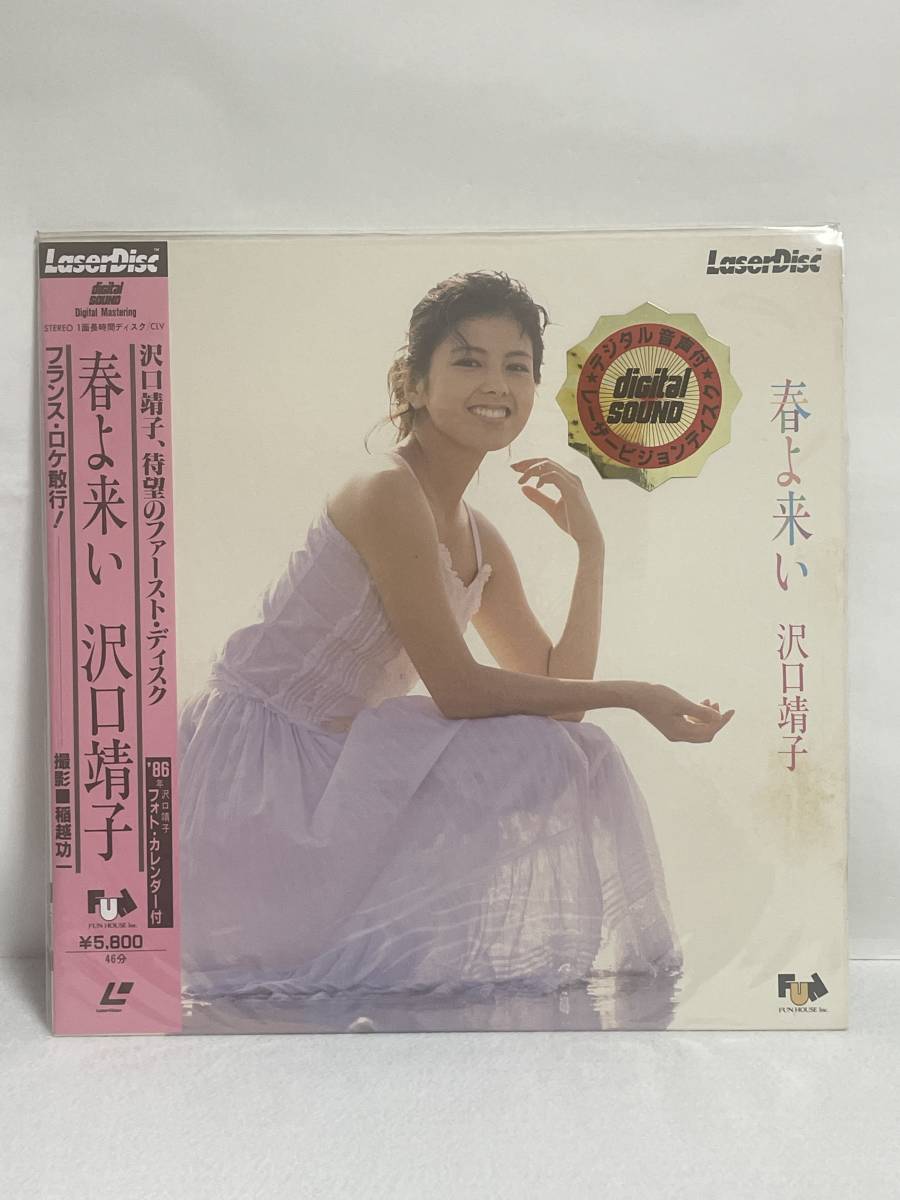 LaserDisc™
digital
SOUND
Digital Mastering
STEREO 1面長時間ディスク/CLV
沢口靖子、待望のファースト・ディスク
春よ来い 沢口靖子
フランス・ロケ敢行!
撮影■稲越功一
'86年沢口靖子フォト・カレンダー付
FUN
FUN HOUSE Inc.
¥5,800
46分
LaserVision
LaserDisc™
★デジタル音声付★
digital
SOUND
レーザービジョンディスク
春よ来い
沢口靖子
FUN
FUN HOUSE Inc.